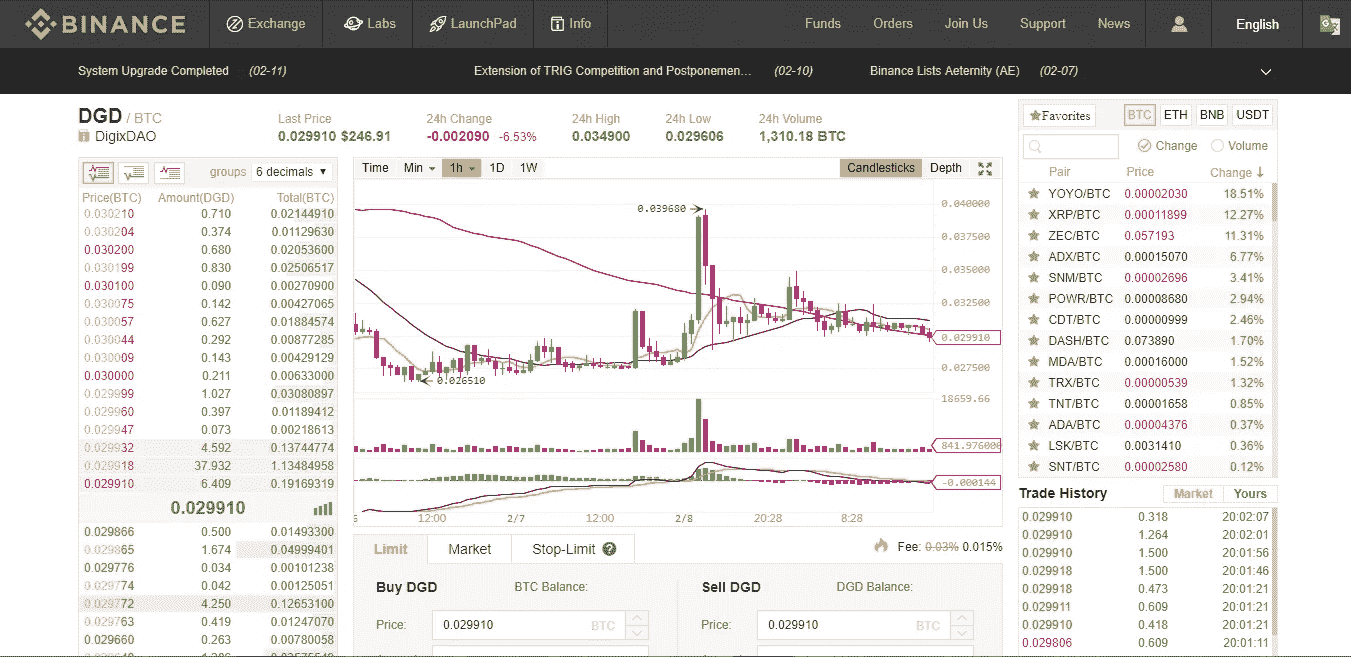 BINANCE Exchange Labs LaunchPad Info Funds Orders Join Us Support News English
System Upgrade Completed (02-11) Extension of TRIG Competition and Postponemen... (02-10) Binance Lists Aeternity (AE) (02-07)
DGD / BTC
DigixDAO
Last Price
0.029910 $246.91
24h Change
-0.002090 -6.53%
24h High
0.034900
24h Low
0.029606
24h Volume
1,310.18 BTC
groups 6 decimals
Price(BTC) Amount(DGD) Total(BTC)
0.030210 0.710 0.02144910
0.030204 0.374 0.01129630
0.030200 0.680 0.02053600
0.030199 0.830 0.02506517
0.030100 0.090 0.00270900
0.030075 0.142 0.00427065
0.030057 0.627 0.01884574
0.030044 0.292 0.00877285
0.030009 0.143 0.00429129
0.030000 0.211 0.00633000
0.029999 1.027 0.03080897
0.029960 0.397 0.01189412
0.029947 0.073 0.00218613
0.029932 4.592 0.13744774
0.029918 37.932 1.13484958
0.029910 6.409 0.19169319
0.029910
0.029866 0.500 0.01493300
0.029865 1.674 0.04999401
0.029776 0.034 0.00101238
0.029774 0.042 0.00125051
0.029772 4.250 0.12653100
0.029763 0.419 0.01247070
0.029660 0.263 0.00780058
Time Min 1h 1D 1W Candlesticks Depth
0.039680
0.026510
0.040000
0.037500
0.035000
0.032500
0.029910
0.027500
18659.66
841.976000
-0.000144
12:00 2/7 12:00 2/8 20:28 8:28
Limit Market Stop-Limit Fee: 0.03% 0.015%
Buy DGD BTC Balance:
Price: 0.029910 BTC
Sell DGD DGD Balance:
Price: 0.029910 BTC
Favorites BTC ETH BNB USDT
Change Volume
Pair Price Change
YOYO/BTC 0.00002030 18.51%
XRP/BTC 0.00011899 12.27%
ZEC/BTC 0.057193 11.31%
ADX/BTC 0.00015070 6.77%
SNM/BTC 0.00002696 3.41%
POWR/BTC 0.00008680 2.94%
CDT/BTC 0.00000999 2.46%
DASH/BTC 0.073890 1.70%
MDA/BTC 0.00016000 1.52%
TRX/BTC 0.00000539 1.32%
TNT/BTC 0.00001658 0.85%
ADA/BTC 0.00004376 0.37%
LSK/BTC 0.0031410 0.36%
SNT/BTC 0.00002580 0.12%
Trade History Market Yours
0.029910 0.318 20:02:07
0.029910 1.264 20:02:01
0.029910 1.500 20:01:56
0.029918 1.500 20:01:46
0.029918 0.473 20:01:21
0.029911 0.609 20:01:21
0.029910 0.418 20:01:21
0.029806 0.609 20:01:11